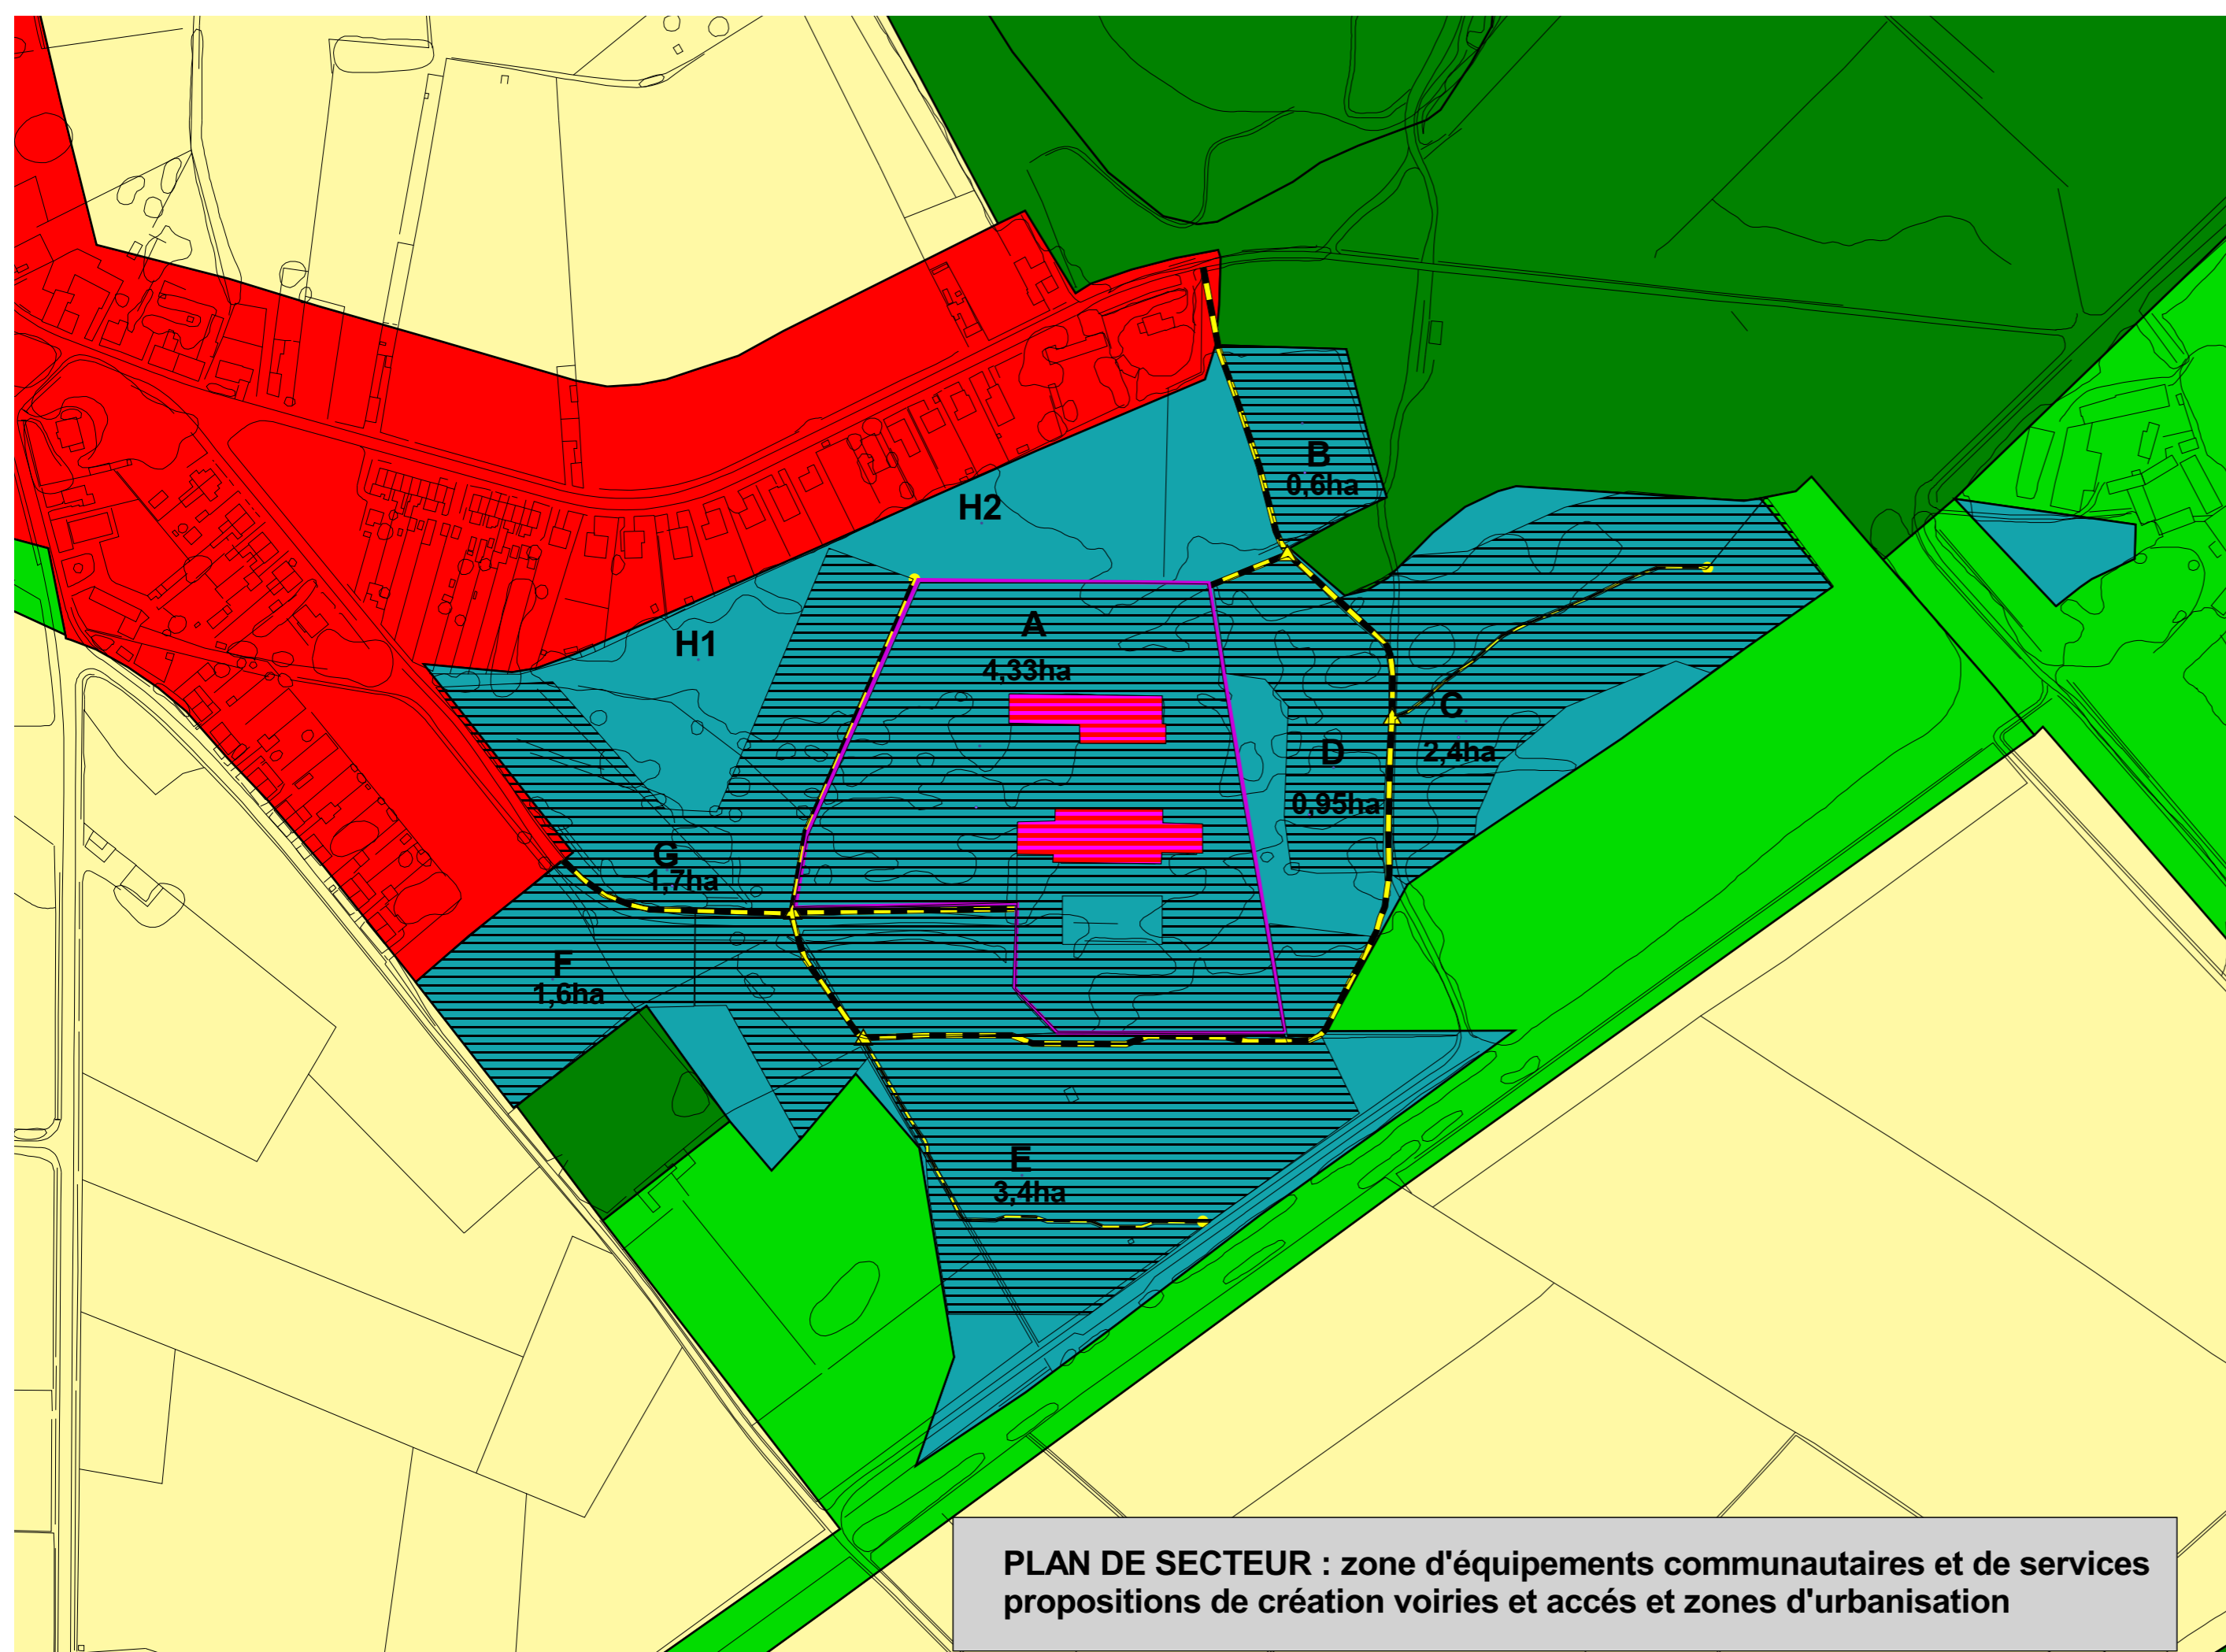 B
0,6ha
H2
A
4,33ha
H1
C
2,4ha
D
0,95ha
G
1,7ha
F
1,6ha
E
3,4ha
PLAN DE SECTEUR : zone d'équipements communautaires et de services
propositions de création voiries et accés et zones d'urbanisation